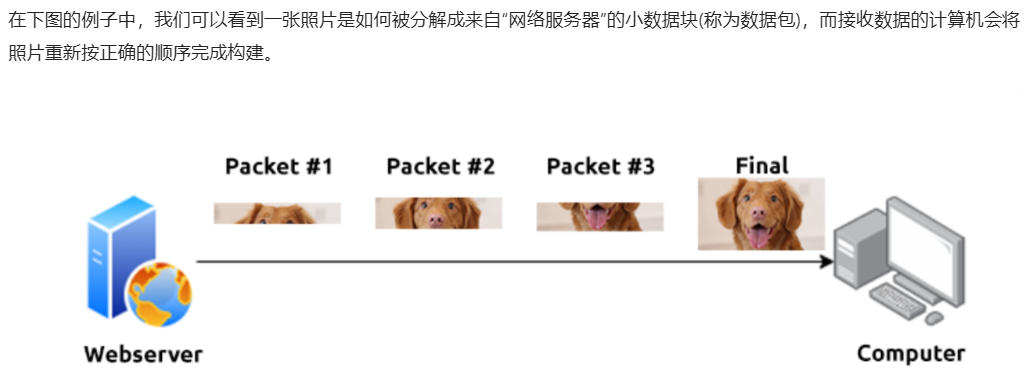 在下图的例子中，我们可以看到一张照片是如何被分解成来自“网络服务器”的小数据块(称为数据包)，而接收数据的计算机会将
照片重新按正确的顺序完成构建。
Packet #1 Packet #2 Packet #3 Final
Webserver Computer